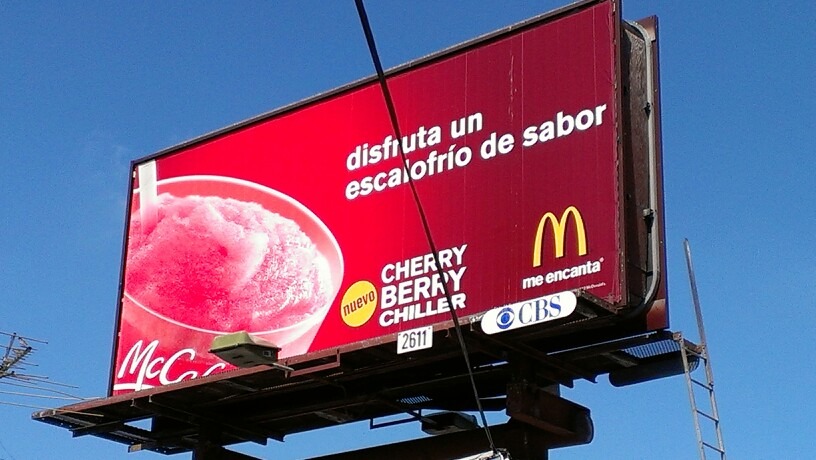 disfruta un
escalofrío de sabor
nuevo
CHERRY
BERRY
CHILLER
me encanta
CBS
2611